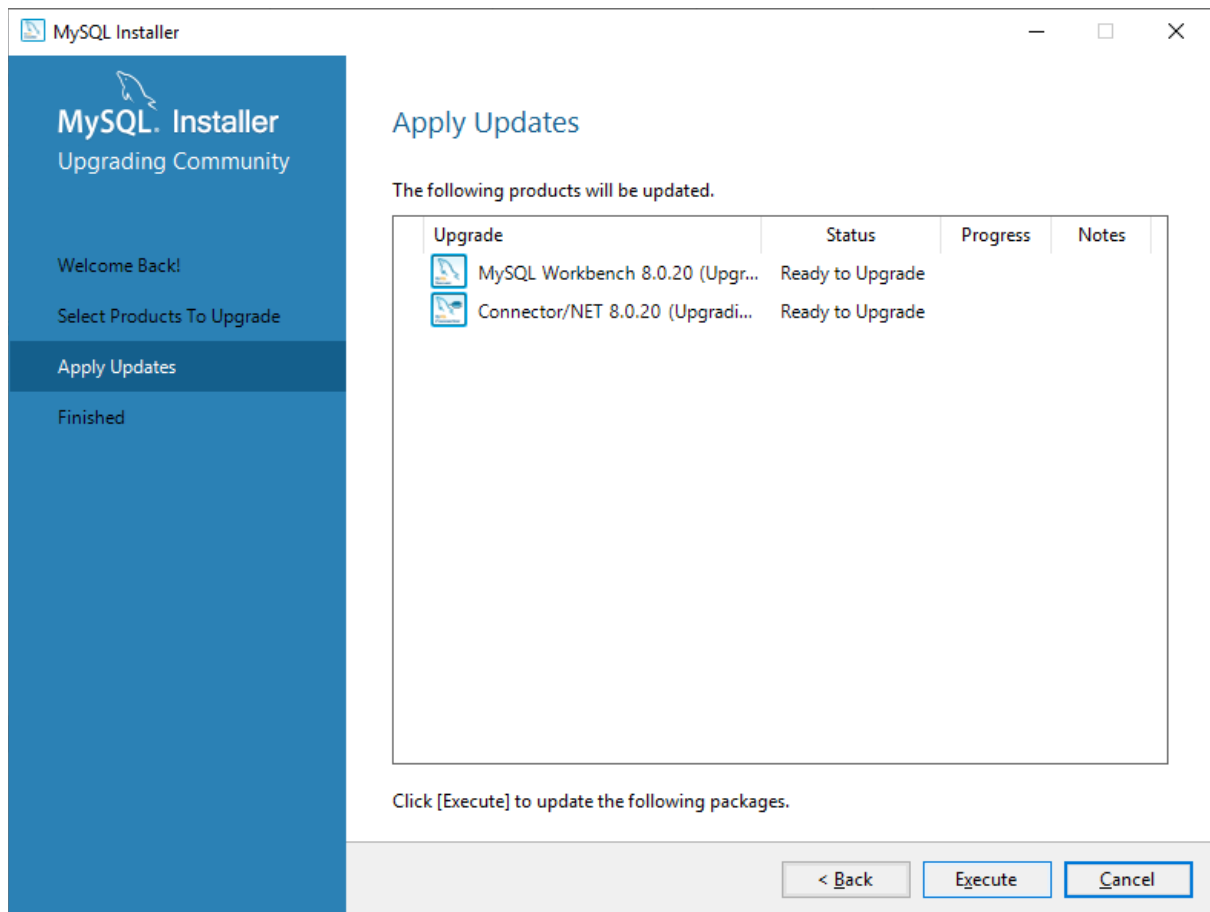 MySQL Installer
MySQL. Installer
Upgrading Community
Welcome Back!
Select Products To Upgrade
Apply Updates
Finished
Apply Updates
The following products will be updated.
Upgrade Status Progress Notes
MySQL Workbench 8.0.20 (Upgr... Ready to Upgrade
Connector/NET 8.0.20 (Upgradi... Ready to Upgrade
Click [Execute] to update the following packages.
< Back Execute Cancel